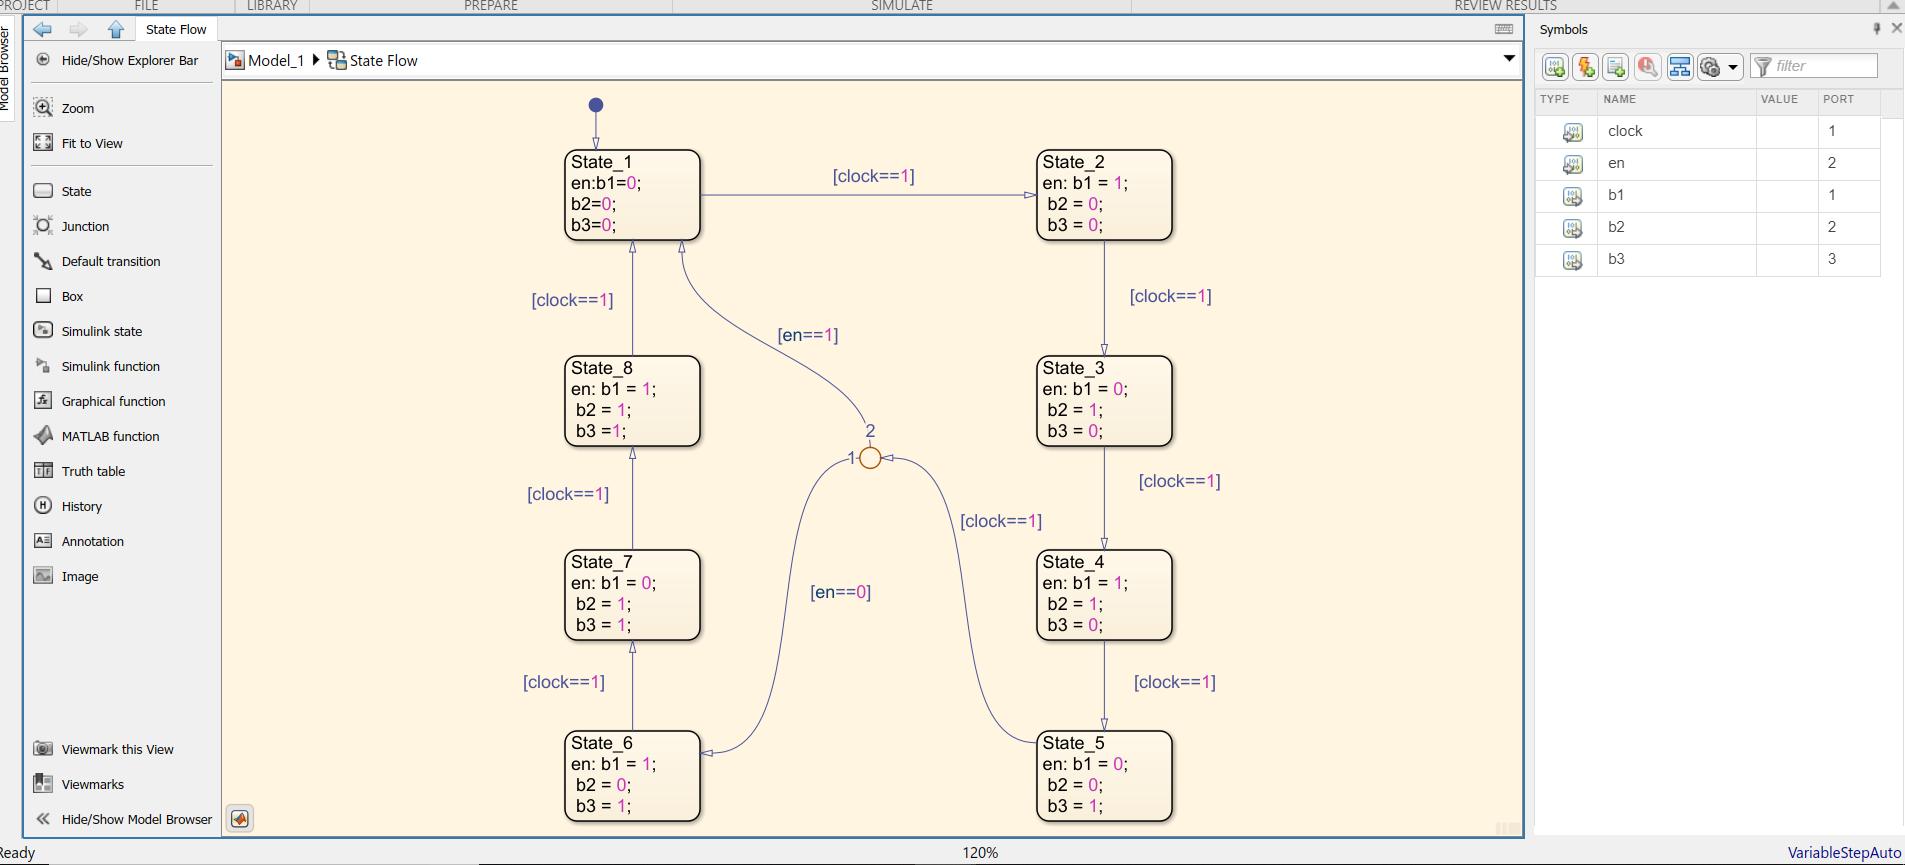 PROJECT
FILE
LIBRARY
PREPARE
SIMULATE
REVIEW RESULTS
Model Browser
State Flow
Hide/Show Explorer Bar
Zoom
Fit to View
State
Junction
Default transition
Box
Simulink state
Simulink function
Graphical function
MATLAB function
Truth table
History
Annotation
Image
Viewmark this View
Viewmarks
Hide/Show Model Browser
Model_1
State Flow
State_1
en:b1=0;
b2=0;
b3=0;
[clock==1]
State_2
en: b1 = 1;
b2 = 0;
b3 = 0;
[clock==1]
[en==1]
[clock==1]
State_8
en: b1 = 1;
b2 = 1;
b3 =1;
State_3
en: b1 = 0;
b2 = 1;
b3 = 0;
2
1
[clock==1]
[clock==1]
[clock==1]
State_7
en: b1 = 0;
b2 = 1;
b3 = 1;
[en==0]
State_4
en: b1 = 1;
b2 = 1;
b3 = 0;
[clock==1]
[clock==1]
State_6
en: b1 = 1;
b2 = 0;
b3 = 1;
State_5
en: b1 = 0;
b2 = 0;
b3 = 1;
Symbols
filter
TYPE NAME VALUE PORT
clock 1
en 2
b1 1
b2 2
b3 3
Ready
120%
VariableStepAuto